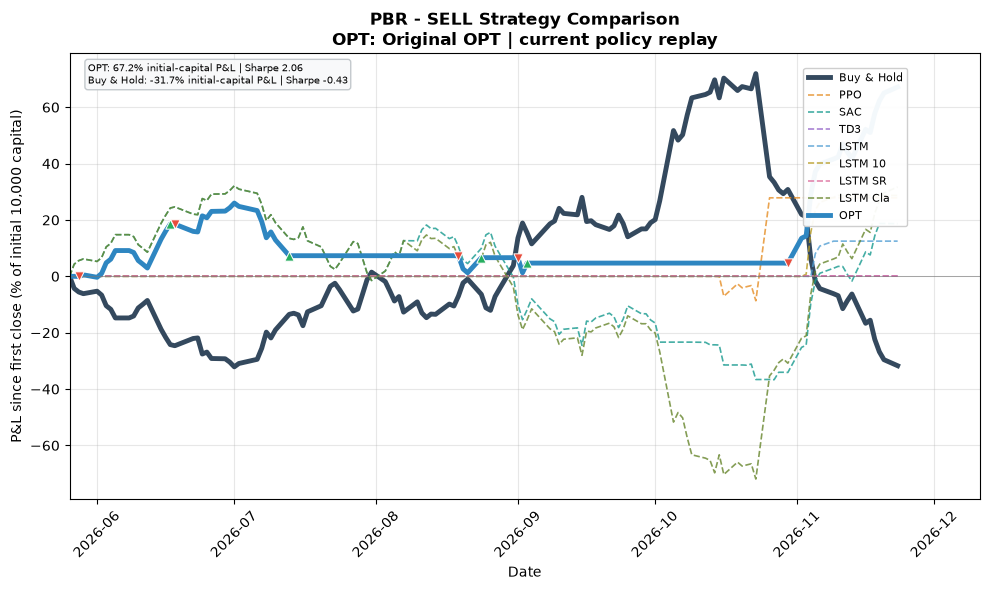 PBR - SELL Strategy Comparison
OPT: Original OPT | current policy replay
OPT: 67.2% initial-capital P&L | Sharpe 2.06
Buy & Hold: -31.7% initial-capital P&L | Sharpe -0.43
Buy & Hold
PPO
SAC
TD3
LSTM
LSTM 10
LSTM SR
LSTM Cla
OPT
P&L since first close (% of initial 10,000 capital)
60
40
20
0
−20
−40
−60
2026-06
2026-07
2026-08
2026-09
2026-10
2026-11
2026-12
Date